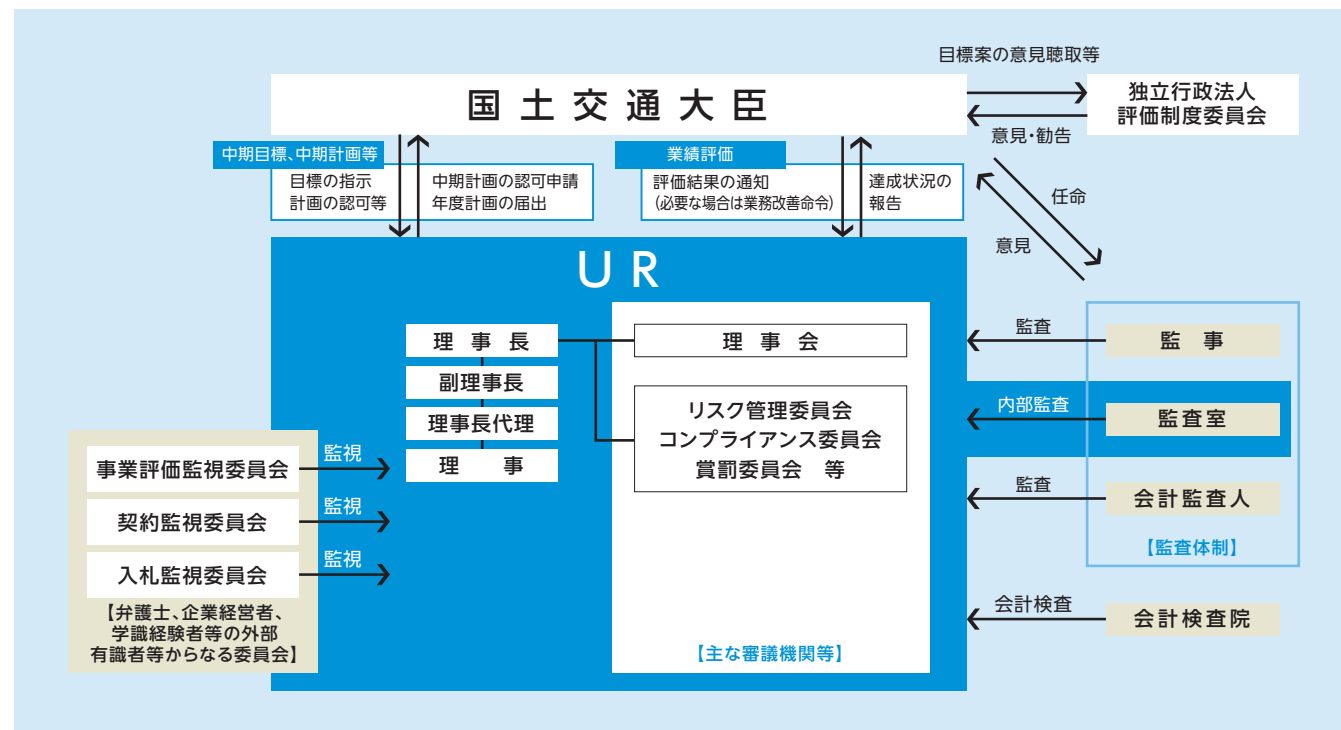 目標案の意見聴取等
国土交通大臣
独立行政法人
評価制度委員会
意見・勧告
中期目標、中期計画等
目標の指示
計画の認可等
中期計画の認可申請
年度計画の届出
業績評価
評価結果の通知
(必要な場合は業務改善命令)
達成状況の
報告
任命
意見
UR
理事長
副理事長
理事長代理
理事
理事会
リスク管理委員会
コンプライアンス委員会
賞罰委員会 等
【主な審議機関等】
監査
監事
内部監査
監査室
監査
会計監査人
【監査体制】
会計検査
会計検査院
事業評価監視委員会
監視
契約監視委員会
監視
入札監視委員会
監視
【弁護士、企業経営者、
学識経験者等の外部
有識者等からなる委員会】